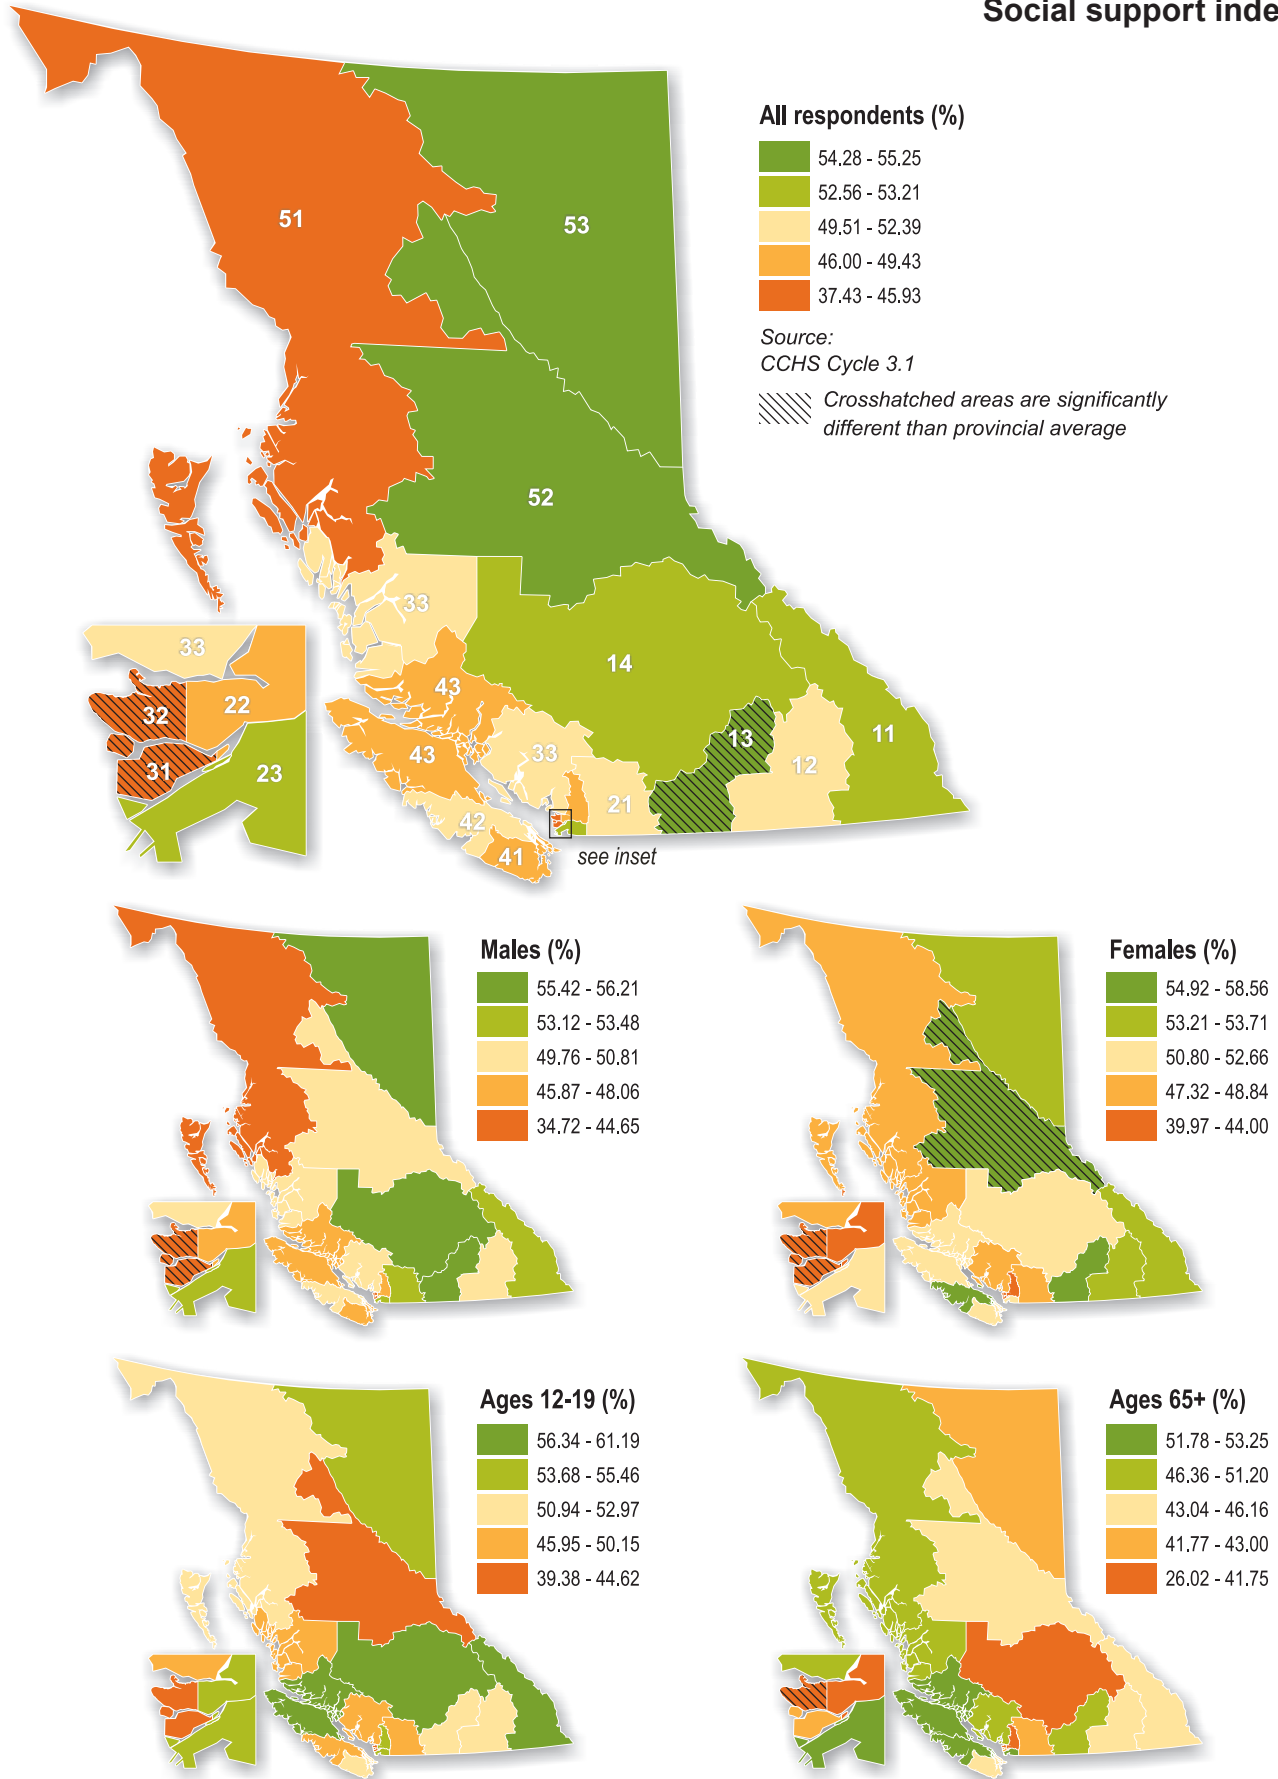 Social support inde
All respondents (%)
54.28 - 55.25
52.56 - 53.21
49.51 - 52.39
46.00 - 49.43
37.43 - 45.93
Source:
CCHS Cycle 3.1
Crosshatched areas are significantly
different than provincial average
51
53
52
33
14
43
43
33
13
12
11
21
42
41
see inset
33
32
22
31
23
Males (%)
55.42 - 56.21
53.12 - 53.48
49.76 - 50.81
45.87 - 48.06
34.72 - 44.65
Females (%)
54.92 - 58.56
53.21 - 53.71
50.80 - 52.66
47.32 - 48.84
39.97 - 44.00
Ages 12-19 (%)
56.34 - 61.19
53.68 - 55.46
50.94 - 52.97
45.95 - 50.15
39.38 - 44.62
Ages 65+ (%)
51.78 - 53.25
46.36 - 51.20
43.04 - 46.16
41.77 - 43.00
26.02 - 41.75